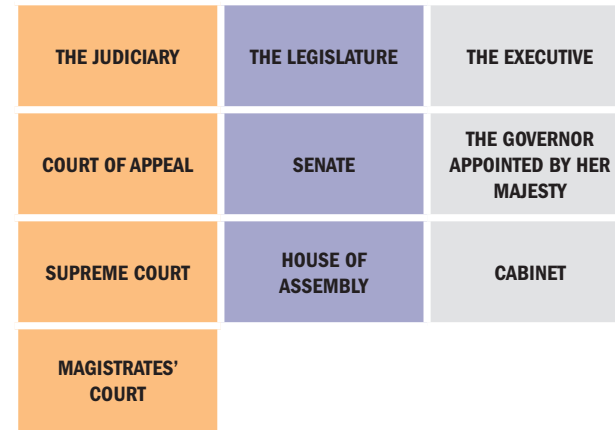 THE JUDICIARY
THE LEGISLATURE
THE EXECUTIVE
COURT OF APPEAL
SENATE
THE GOVERNOR
APPOINTED BY HER
MAJESTY
SUPREME COURT
HOUSE OF
ASSEMBLY
CABINET
MAGISTRATES'
COURT